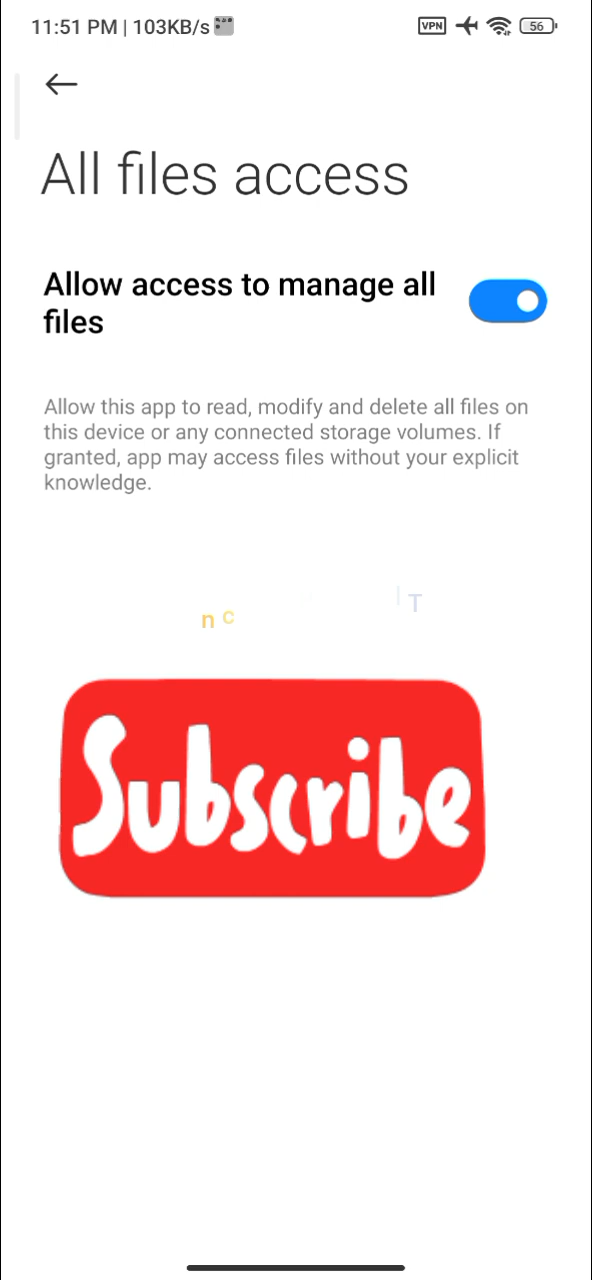 11:51 PM | 103KB/s
VPN
56
All files access
Allow access to manage all
files
Allow this app to read, modify and delete all files on
this device or any connected storage volumes. If
granted, app may access files without your explicit
knowledge.
n c T
Subscribe